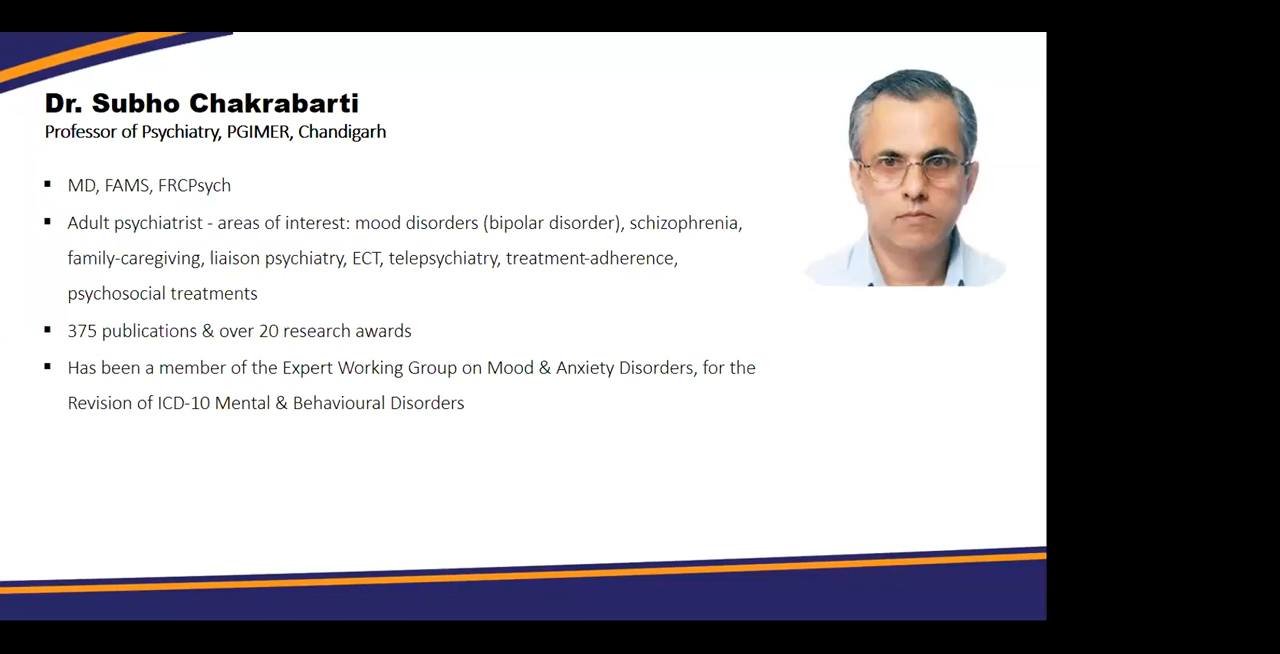 Dr. Subho Chakrabarti
Professor of Psychiatry, PGIMER, Chandigarh
▪ MD, FAMS, FRCPsych
▪ Adult psychiatrist - areas of interest: mood disorders (bipolar disorder), schizophrenia,
family-caregiving, liaison psychiatry, ECT, telepsychiatry, treatment-adherence,
psychosocial treatments
▪ 375 publications & over 20 research awards
▪ Has been a member of the Expert Working Group on Mood & Anxiety Disorders, for the
Revision of ICD-10 Mental & Behavioural Disorders